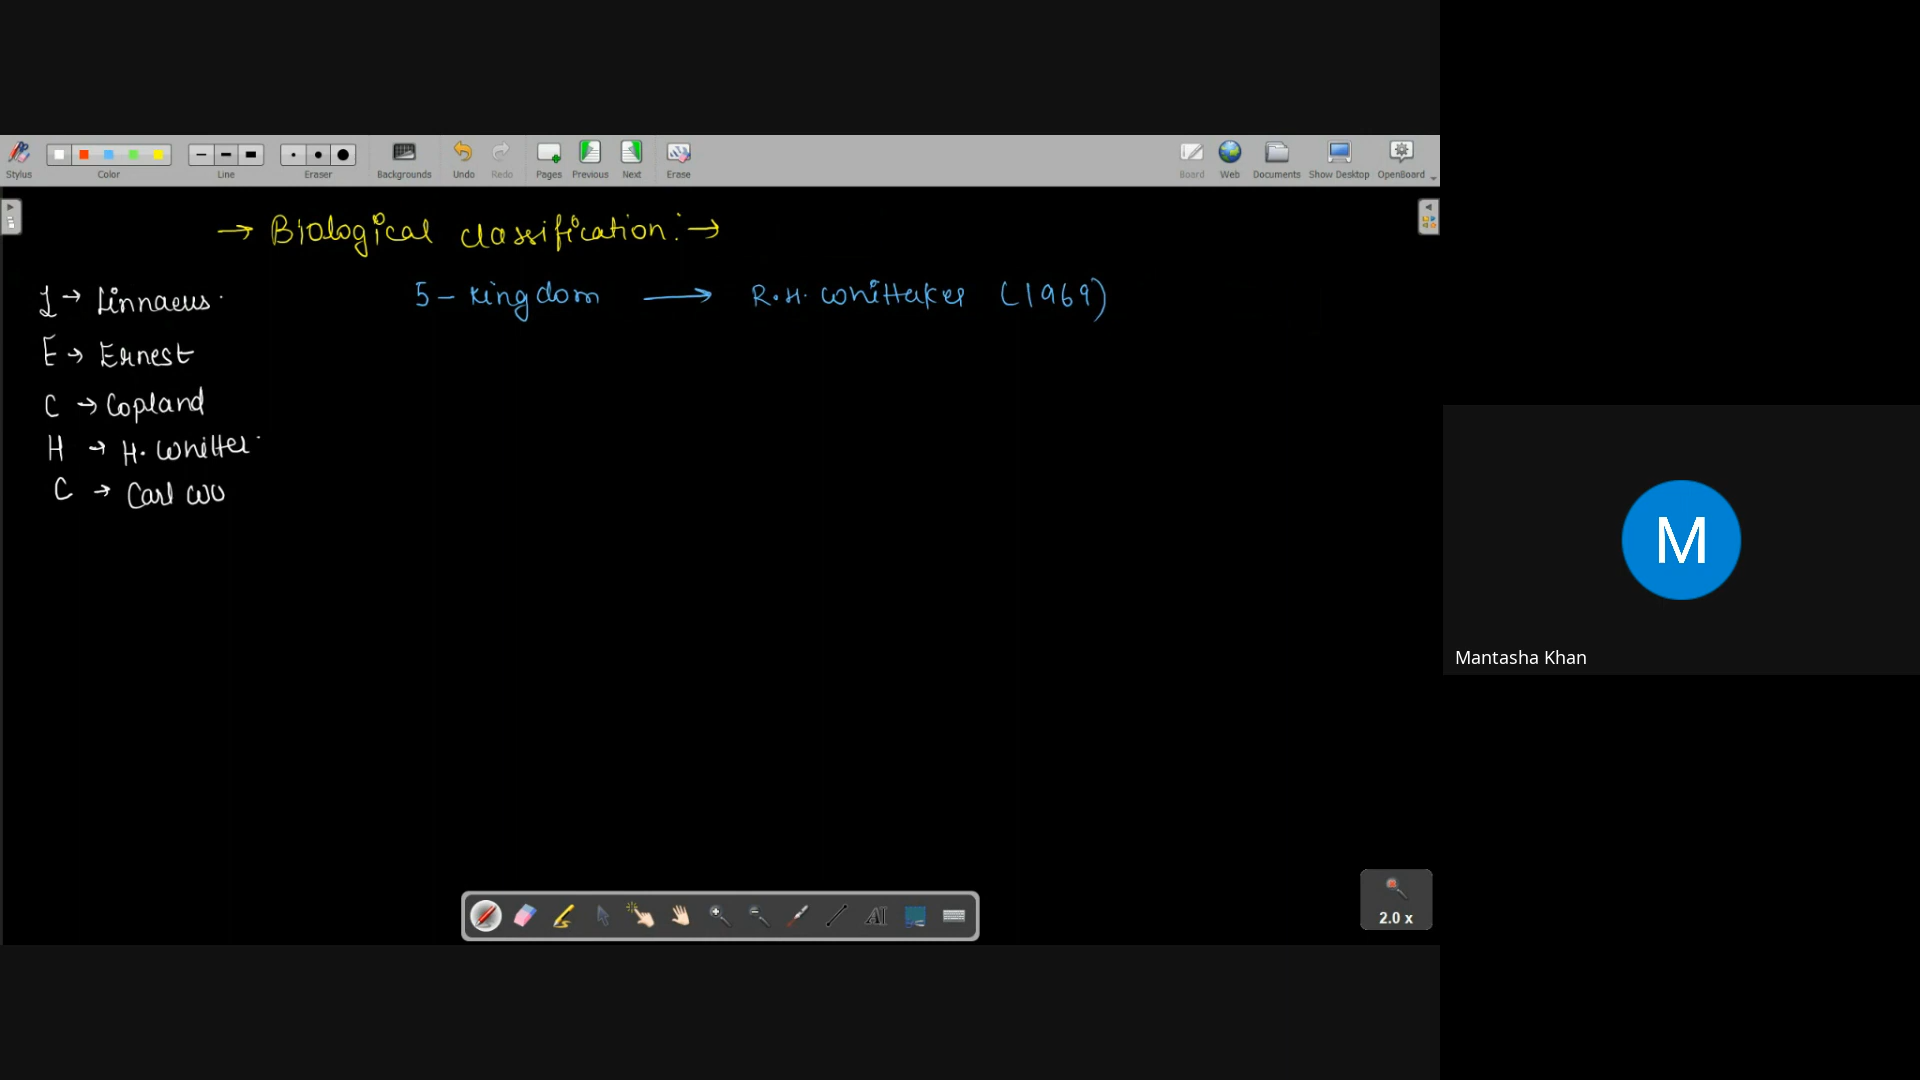 Stylus Color Line Eraser Backgrounds Undo Redo Pages Previous Next Erase Board Web Documents Show Desktop OpenBoard
→ Biological classification:→
L → Linnaeus.
5 - kingdom → R.H. Whittaker (1969)
E → Ernest
C → Copland
H → H. Whitter.
C → Carl wo
M
Mantasha Khan
2.0 x